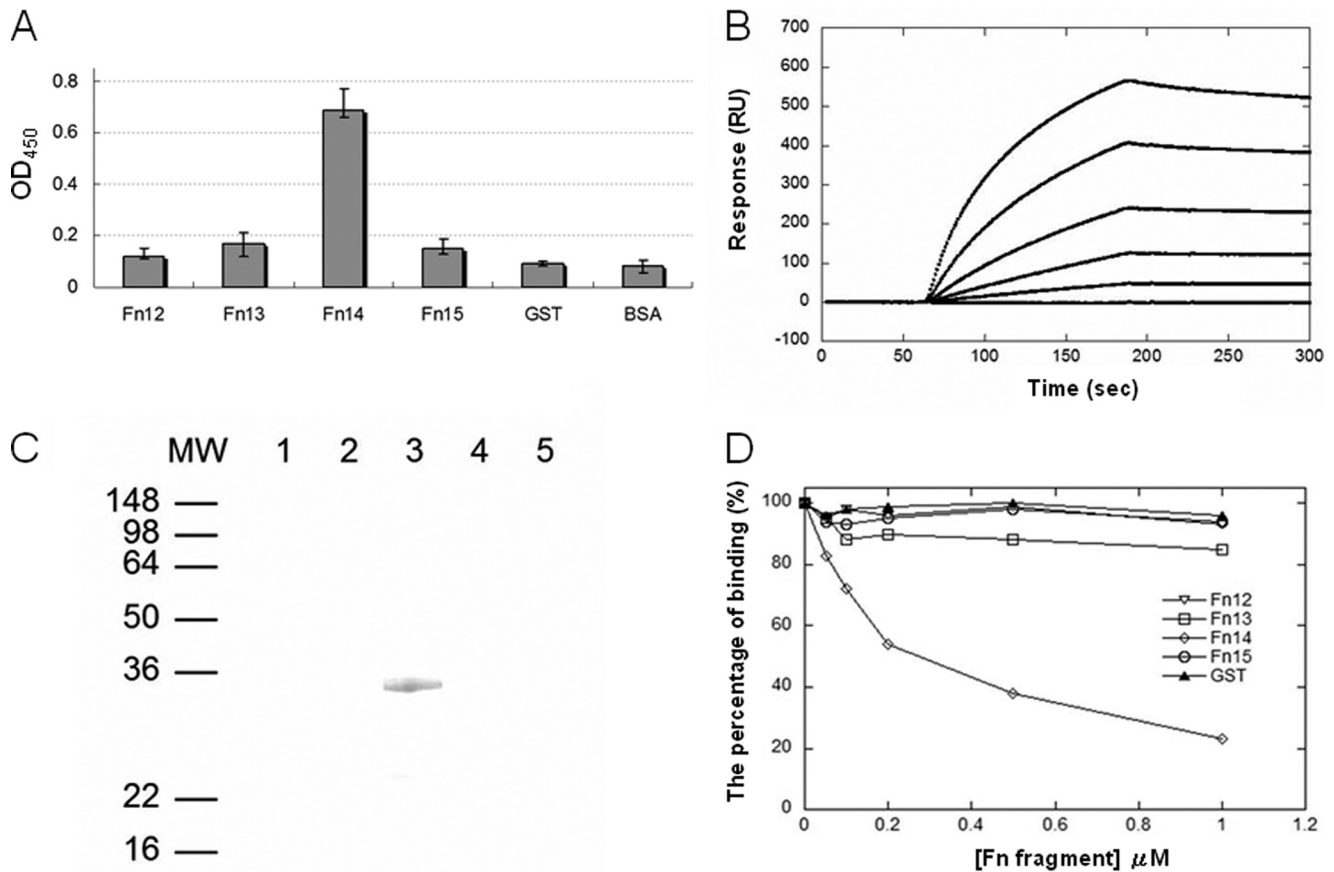 A
OD450
0.8
0.6
0.4
0.2
0
Fn12 Fn13 Fn14 Fn15 GST BSA
B
Response (RU)
700
600
500
400
300
200
100
0
-100
0 50 100 150 200 250 300
Time (sec)
C
MW 1 2 3 4 5
148
98
64
50
36
22
16
D
The percentage of binding (%)
100
80
60
40
20
0
Fn12
Fn13
Fn14
Fn15
GST
0 0.2 0.4 0.6 0.8 1 1.2
[Fn fragment] μM